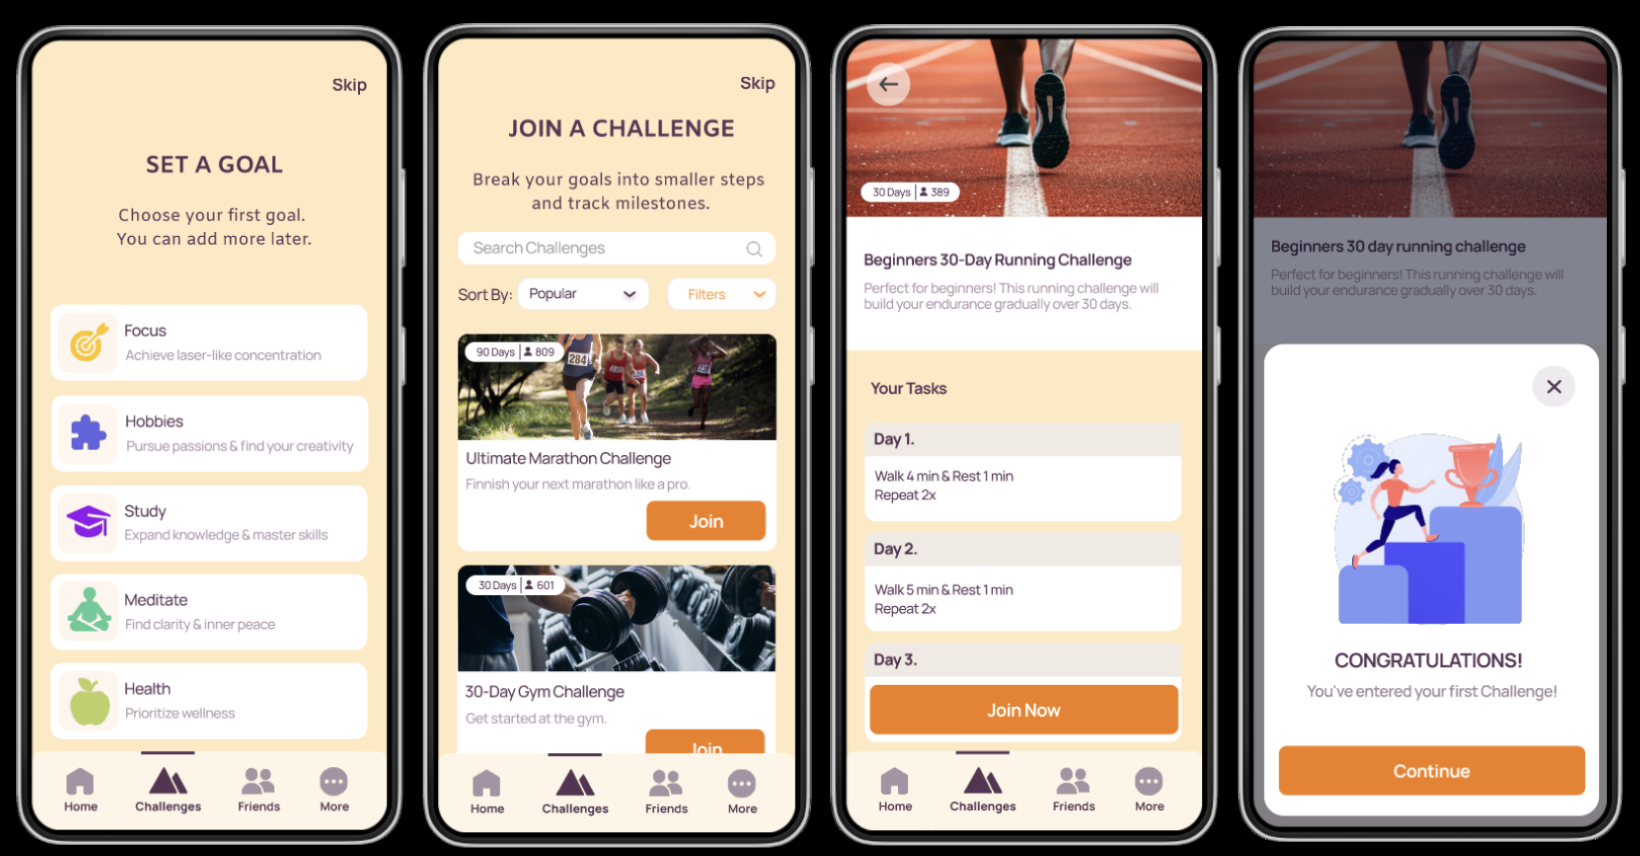 Skip
SET A GOAL
Choose your first goal.
You can add more later.
Focus
Achieve laser-like concentration
Hobbies
Pursue passions & find your creativity
Study
Expand knowledge & master skills
Meditate
Find clarity & inner peace
Health
Prioritize wellness
Home Challenges Friends More
Skip
JOIN A CHALLENGE
Break your goals into smaller steps
and track milestones.
Search Challenges
Sort By: Popular Filters
90 Days | 809
284
Ultimate Marathon Challenge
Finnish your next marathon like a pro.
Join
30 Days | 601
30-Day Gym Challenge
Get started at the gym.
Join
Home Challenges Friends More
30 Days | 389
Beginners 30-Day Running Challenge
Perfect for beginners! This running challenge will
build your endurance gradually over 30 days.
Your Tasks
Day 1.
Walk 4 min & Rest 1 min
Repeat 2x
Day 2.
Walk 5 min & Rest 1 min
Repeat 2x
Day 3.
Join Now
Home Challenges Friends More
Beginners 30 day running challenge
Perfect for beginners! This running challenge will
build your endurance gradually over 30 days.
CONGRATULATIONS!
You've entered your first Challenge!
Continue